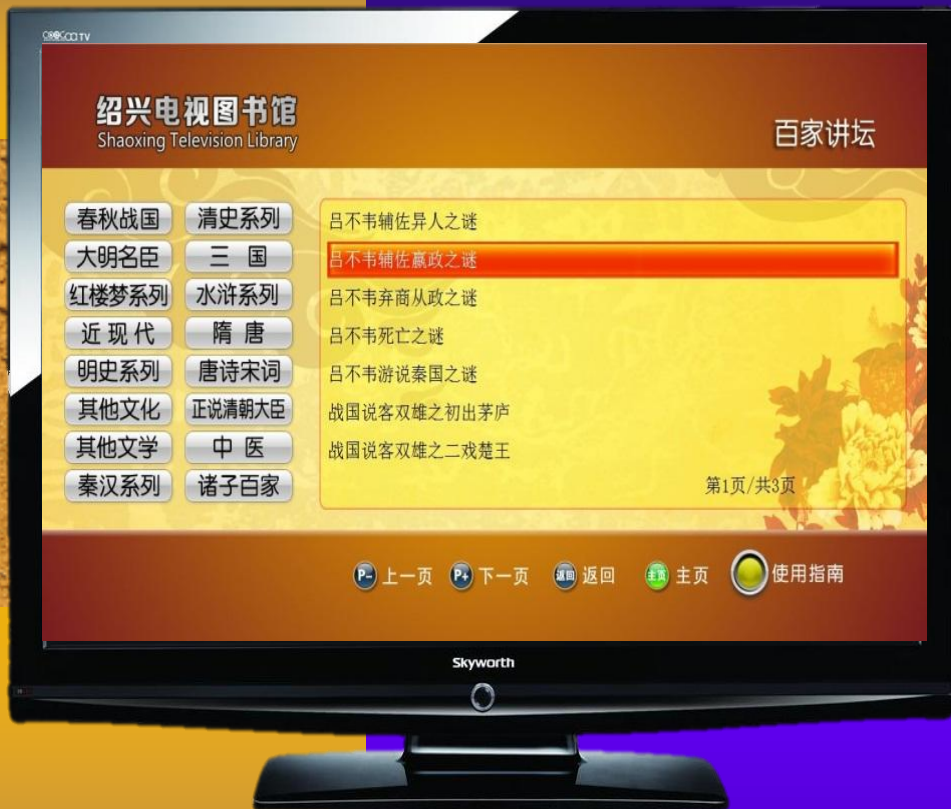 绍兴电视图书馆
Shaoxing Television Library
百家讲坛
春秋战国 清史系列
大明名臣 三 国
红楼梦系列 水浒系列
近现代 隋 唐
明史系列 唐诗宋词
其他文化 正说清朝大臣
其他文学 中 医
秦汉系列 诸子百家
吕不韦辅佐异人之谜
吕不韦辅佐嬴政之谜
吕不韦弃商从政之谜
吕不韦死亡之谜
吕不韦游说秦国之谜
战国说客双雄之初出茅庐
战国说客双雄之二戏楚王
第1页/共3页
P- 上一页 P+ 下一页 返回 返回 主页 主页 使用指南
Skyworth